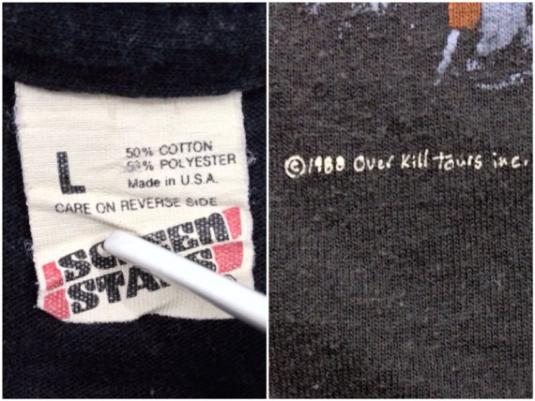 L
50% COTTON
50% POLYESTER
Made in U.S.A.
CARE ON REVERSE SIDE
SCREEN
STARS
©1988 Over Kill tours inc.